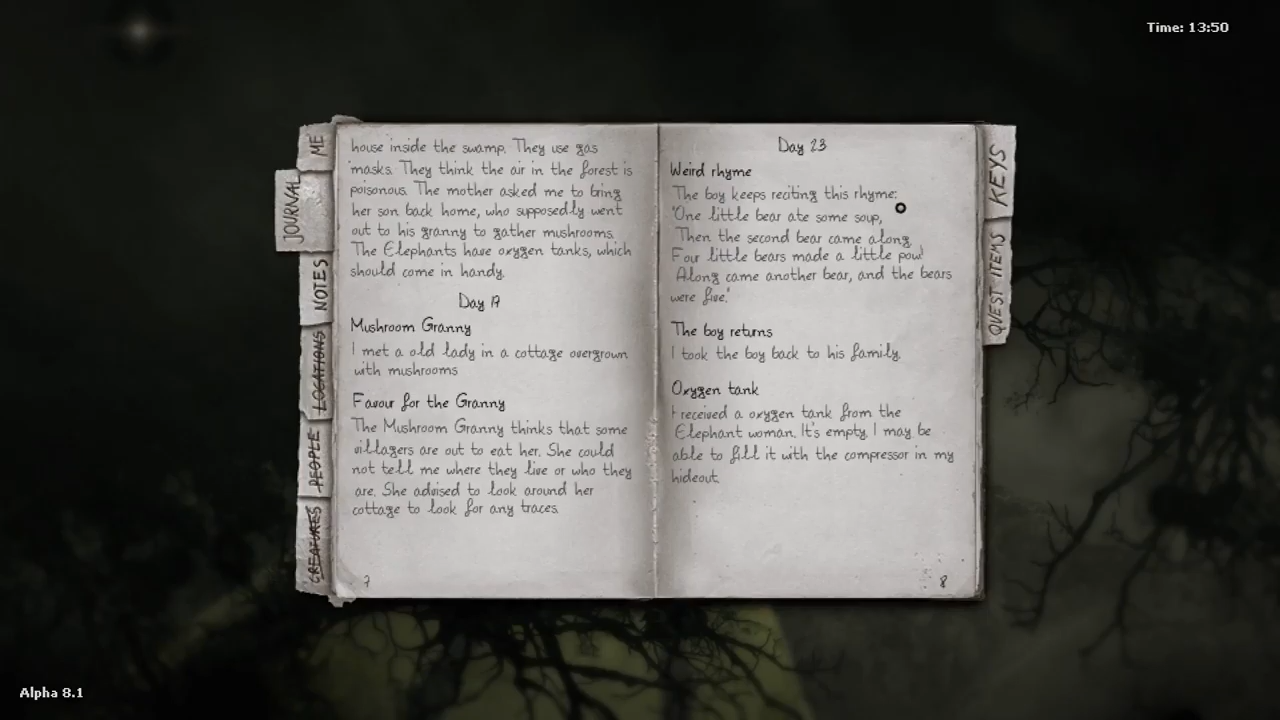 Time: 13:50
ME
JOURNAL
NOTES
LOCATIONS
PEOPLE
CREATURES
house inside the swamp. They use gas
masks. They think the air in the forest is
poisonous. The mother asked me to bring
her son back home, who supposedly went
out to his granny to gather mushrooms.
The Elephants have oxygen tanks, which
should come in handy.
Day 17
Mushroom Granny
I met a old lady in a cottage overgrown
with mushrooms
Favour for the Granny
The Mushroom Granny thinks that some
villagers are out to eat her. She could
not tell me where they live or who they
are. She advised to look around her
cottage to look for any traces.
7
Day 23
Weird rhyme
The boy keeps reciting this rhyme:
"One little bear ate some soup,
Then the second bear came along,
Four little bears made a little
Along came another bear, and the bears
were five."
The boy returns
I took the boy back to his family.
Oxygen tank
I received a oxygen tank from the
Elephant woman. It's empty. I may be
able to fill it with the compressor in my
hideout.
8
KEYS
QUEST ITEMS
Alpha 8.1